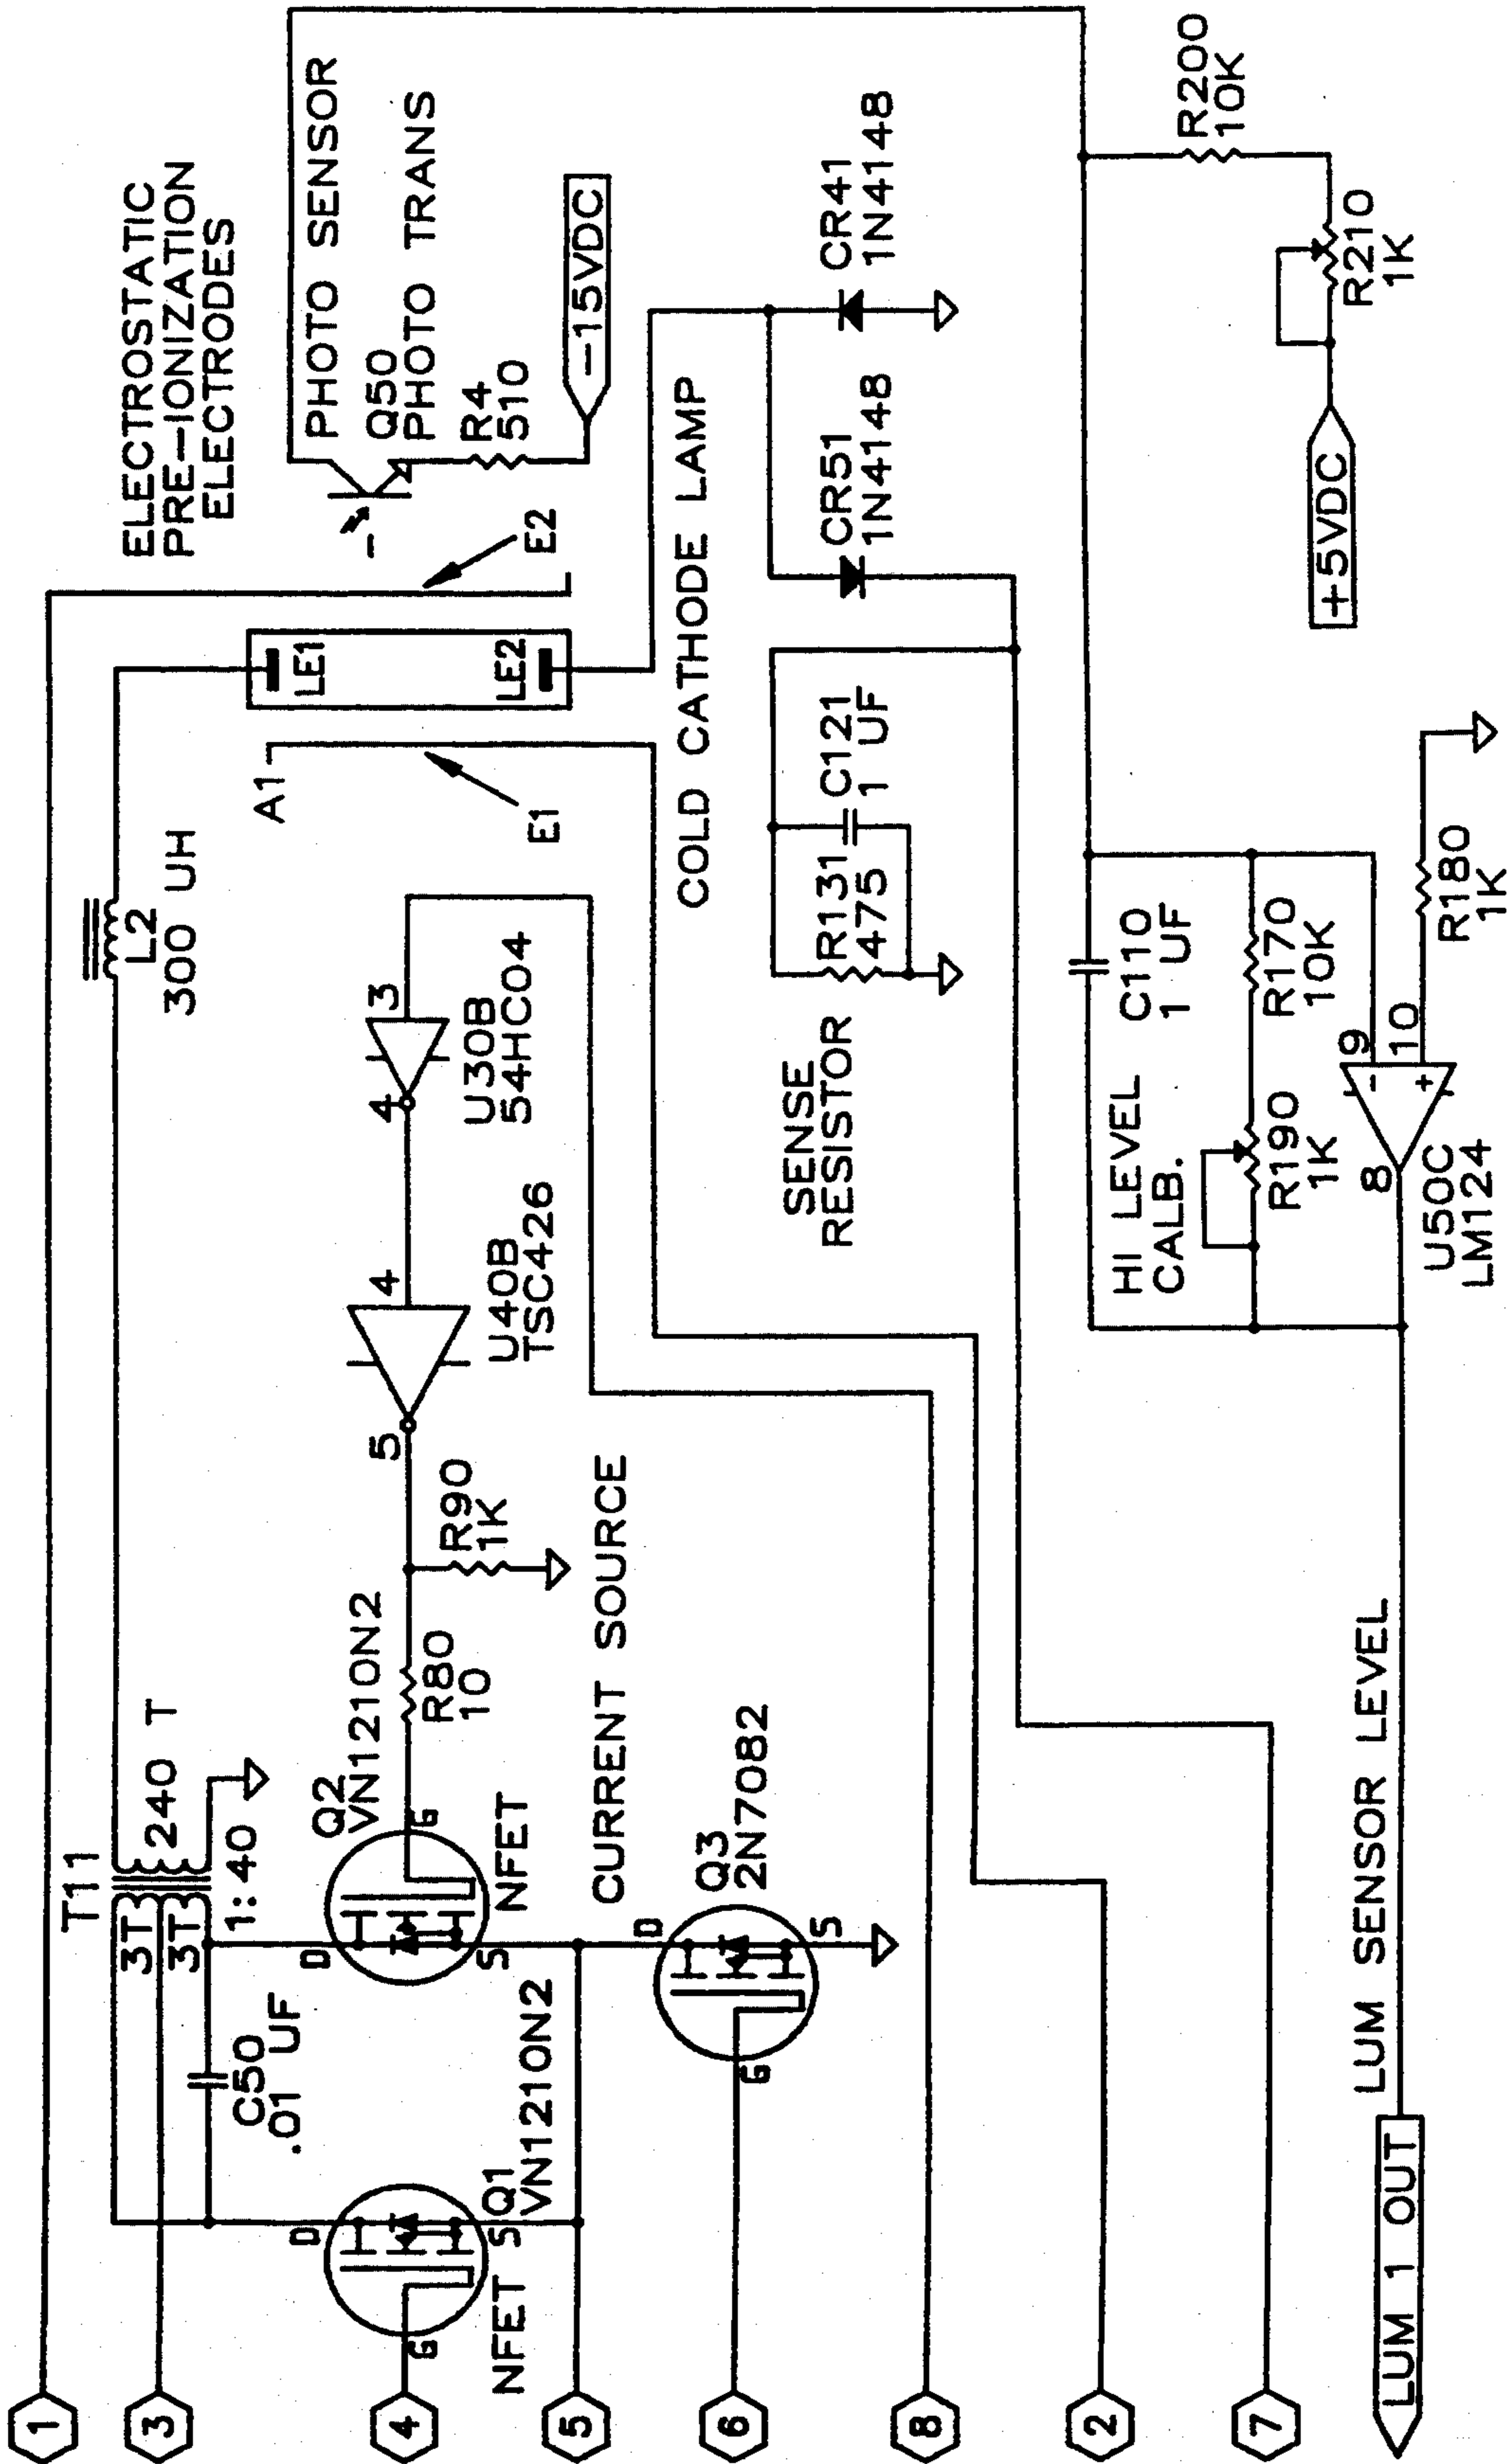 1
3
4
5
6
8
2
7
T11
3T
3T
240 T
1:40
C50
.01 UF
L2
300 UH
ELECTROSTATIC
PRE-IONIZATION
ELECTRODES
PHOTO SENSOR
Q50
PHOTO TRANS
R4
510
-15VDC
E2
LE1
LE2
A1
E1
COLD CATHODE LAMP
Q2
VN1210N2
G
D
S
NFET
R80
10
R90
1K
5
4
U40B
TSC426
4
3
U30B
54HC04
Q1
VN1210N2
D
S
G
NFET
CURRENT SOURCE
Q3
2N7082
D
S
G
SENSE
RESISTOR
R131
475
C121
1 UF
CR51
1N4148
CR41
1N4148
HI LEVEL
CALB.
C110
1 UF
R190
1K
R170
10K
9
10
8
-
+
U50C
LM124
R180
1K
R200
10K
R210
1K
+5VDC
LUM SENSOR LEVEL
LUM 1 OUT